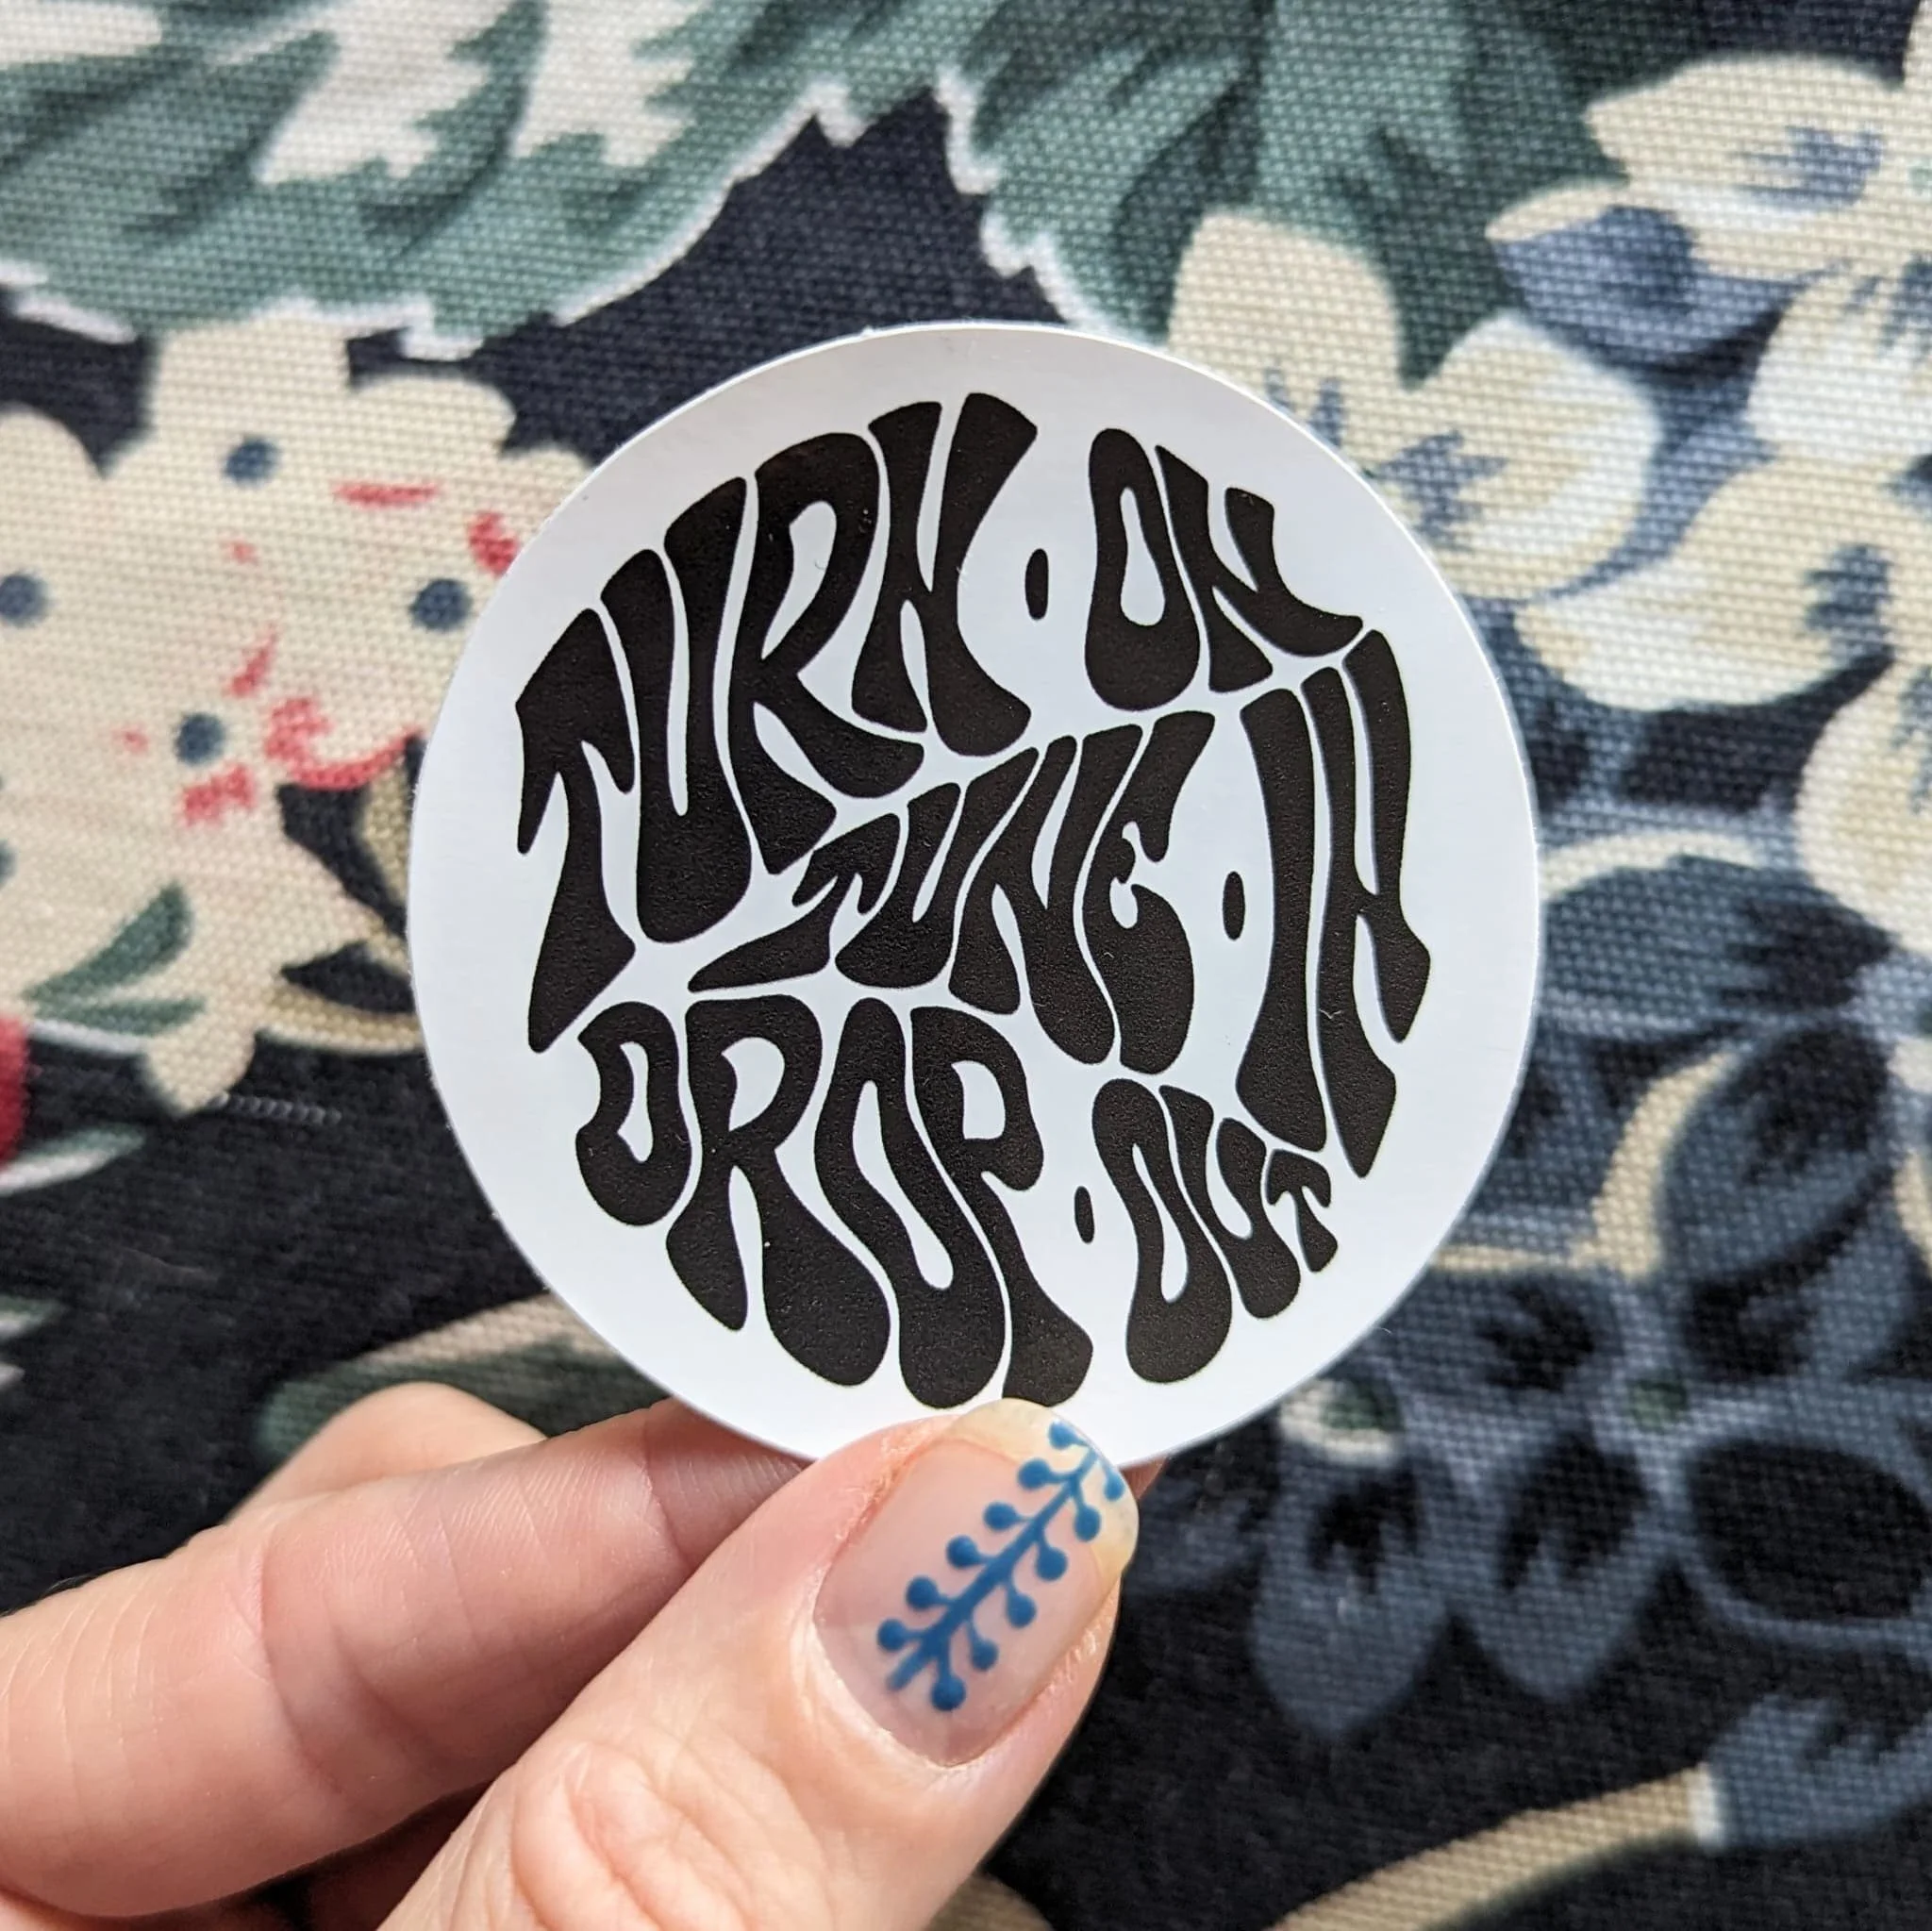 TURN · ON
TUNE · IN
DROP · OUT